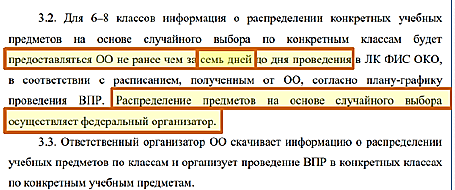 3.2. Для 6–8 классов информация о распределении конкретных учебных
предметов на основе случайного выбора по конкретным классам будет
предоставляться ОО не ранее чем за семь дней до дня проведения в ЛК ФИС ОКО,
в соответствии с расписанием, полученным от ОО, согласно плану-графику
проведения ВПР. Распределение предметов на основе случайного выбора
осуществляет федеральный организатор.
3.3. Ответственный организатор ОО скачивает информацию о распределении
учебных предметов по классам и организует проведение ВПР в конкретных классах
по конкретным учебным предметам.